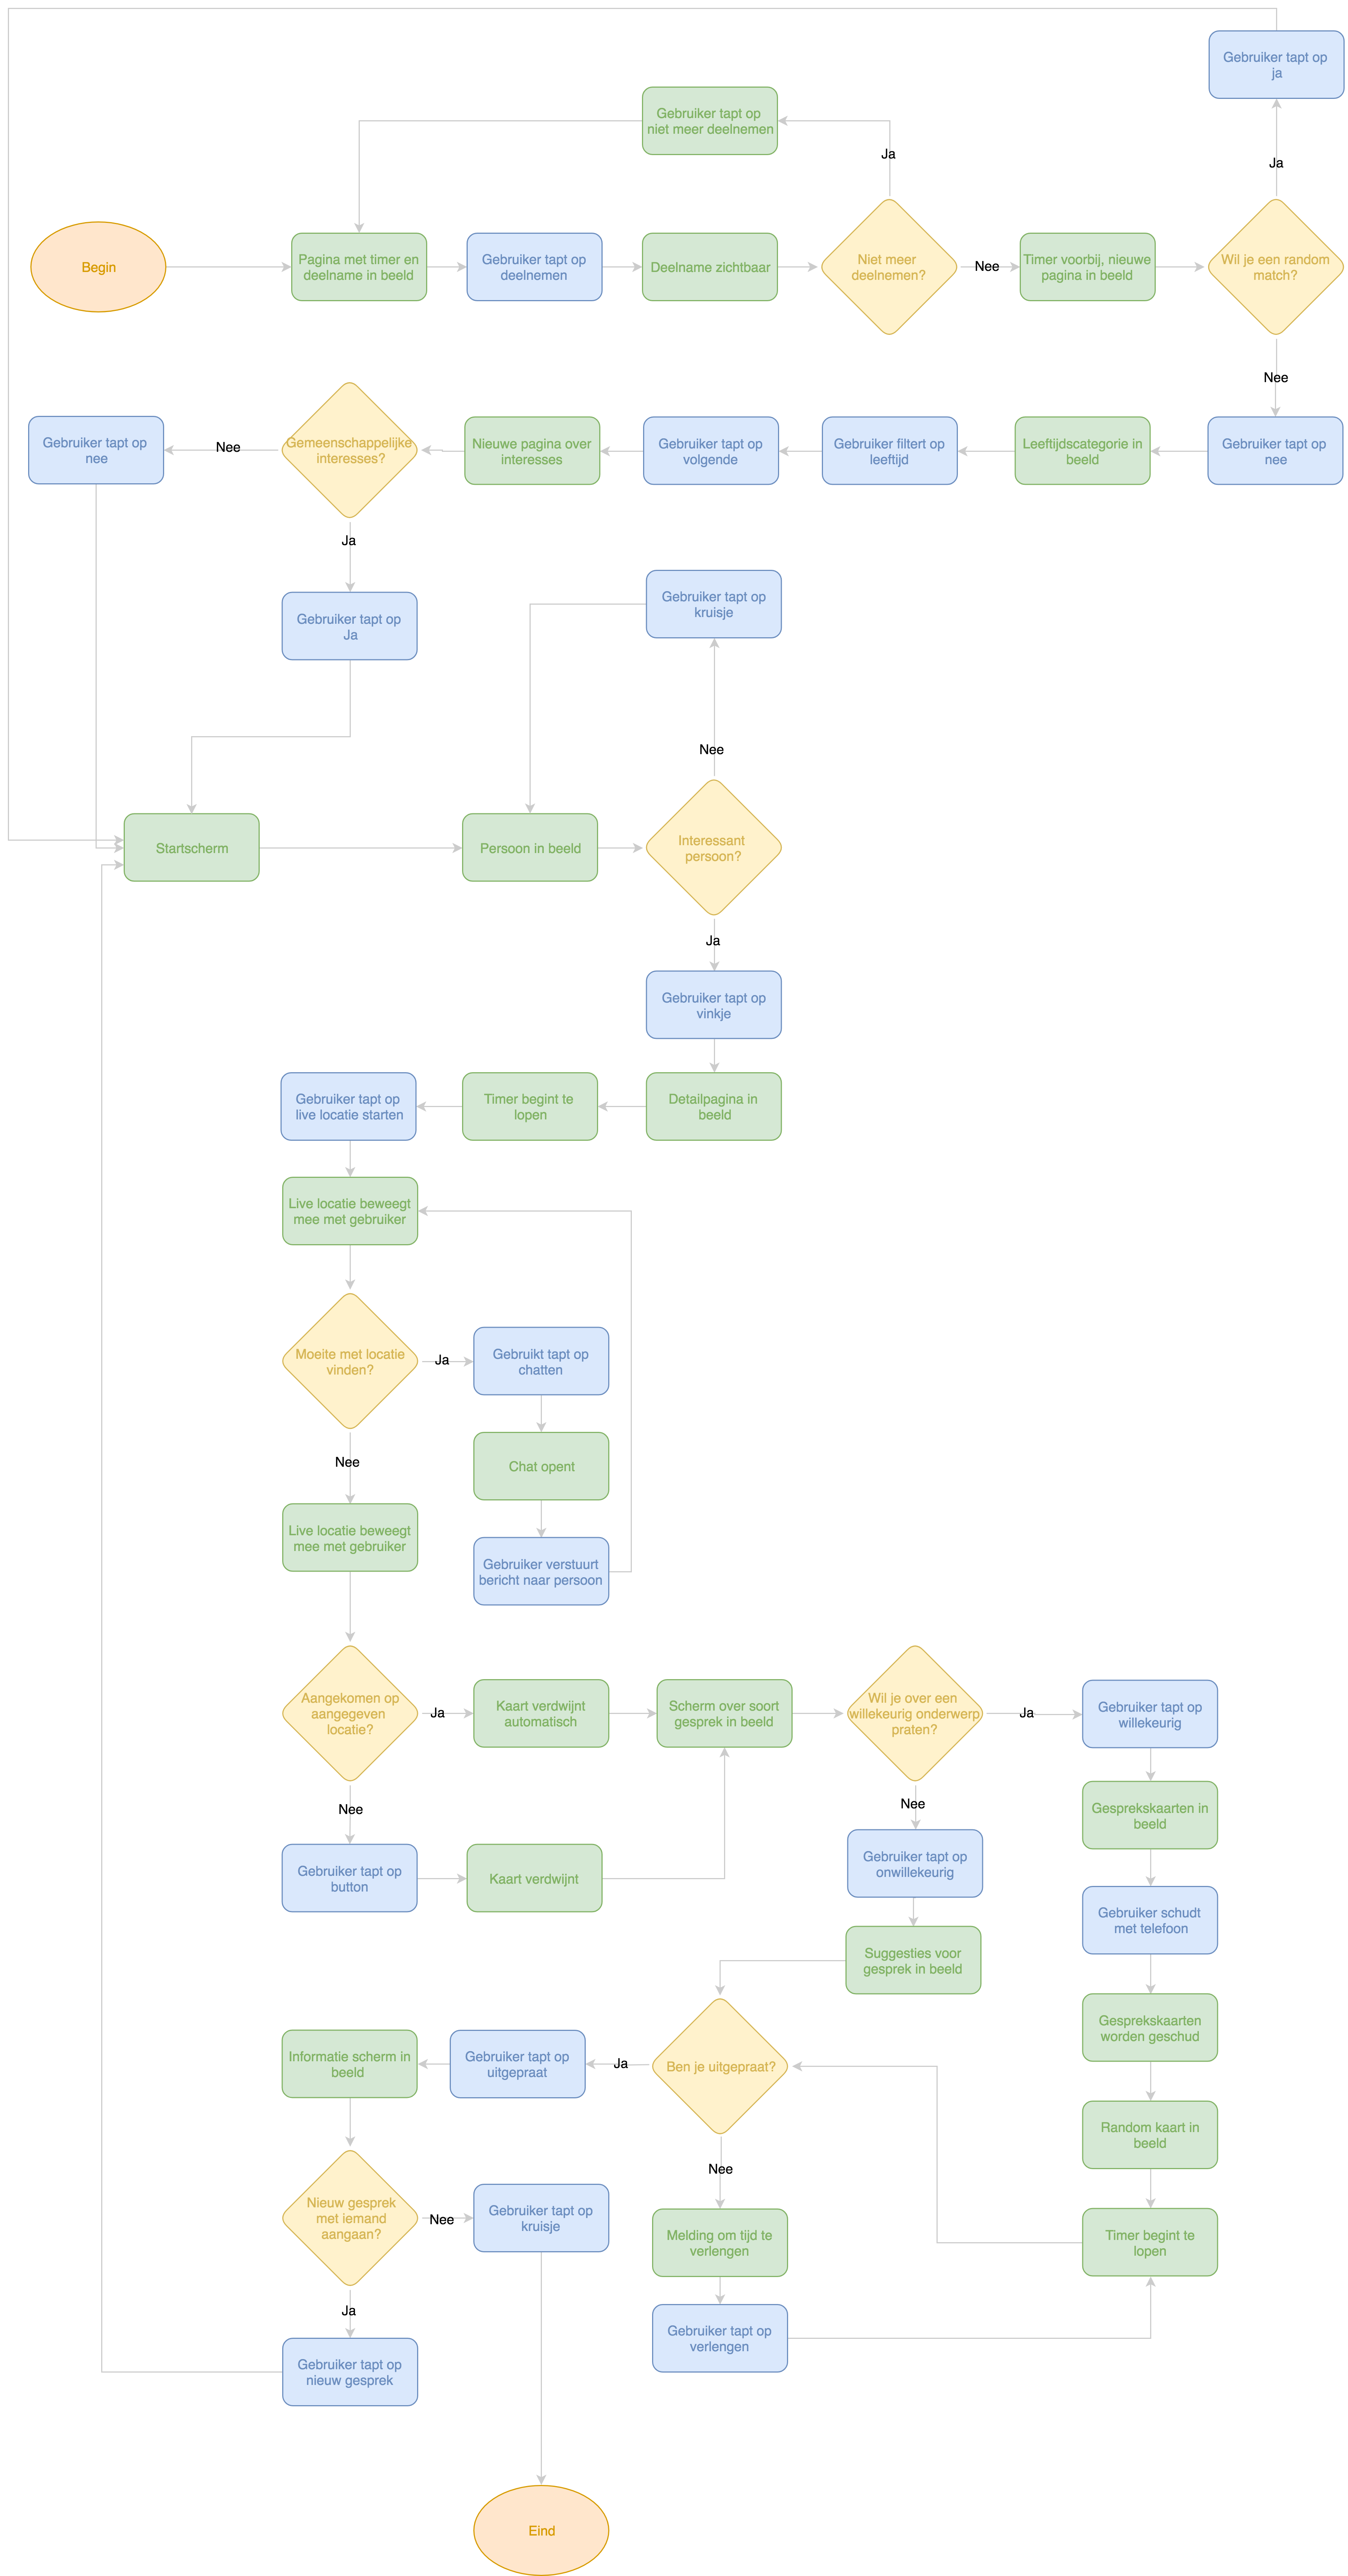 Gebruiker tapt op
ja
Gebruiker tapt op
niet meer deelnemen
Ja
Ja
Begin
Pagina met timer en
deelname in beeld
Gebruiker tapt op
deelnemen
Deelname zichtbaar
Niet meer
deelnemen?
Nee
Timer voorbij, nieuwe
pagina in beeld
Wil je een random
match?
Nee
Gebruiker tapt op
nee
Nee
Gemeenschappelijke
interesses?
Nieuwe pagina over
interesses
Gebruiker tapt op
volgende
Gebruiker filtert op
leeftijd
Leeftijdscategorie in
beeld
Gebruiker tapt op
nee
Ja
Gebruiker tapt op
Ja
Gebruiker tapt op
kruisje
Nee
Startscherm
Persoon in beeld
Interessant
persoon?
Ja
Gebruiker tapt op
vinkje
Gebruiker tapt op
live locatie starten
Timer begint te
lopen
Detailpagina in
beeld
Live locatie beweegt
mee met gebruiker
Moeite met locatie
vinden?
Ja
Gebruikt tapt op
chatten
Nee
Chat opent
Live locatie beweegt
mee met gebruiker
Gebruiker verstuurt
bericht naar persoon
Aangekomen op
aangegeven
locatie?
Ja
Kaart verdwijnt
automatisch
Scherm over soort
gesprek in beeld
Wil je over een
willekeurig onderwerp
praten?
Ja
Gebruiker tapt op
willekeurig
Nee
Nee
Gesprekskaarten in
beeld
Gebruiker tapt op
button
Kaart verdwijnt
Gebruiker tapt op
onwillekeurig
Gebruiker schudt
met telefoon
Suggesties voor
gesprek in beeld
Gesprekskaarten
worden geschud
Informatie scherm in
beeld
Gebruiker tapt op
uitgepraat
Ja
Ben je uitgepraat?
Random kaart in
beeld
Nee
Nieuw gesprek
met iemand
aangaan?
Nee
Gebruiker tapt op
kruisje
Melding om tijd te
verlengen
Timer begint te
lopen
Ja
Gebruiker tapt op
verlengen
Gebruiker tapt op
nieuw gesprek
Eind